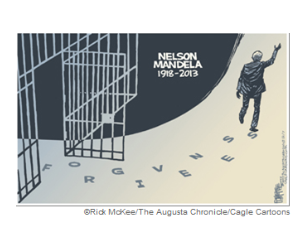 NELSON
MANDELA
1918-2013
FORGIVENESS
©Rick McKee/The Augusta Chronicle/Cagle Cartoons